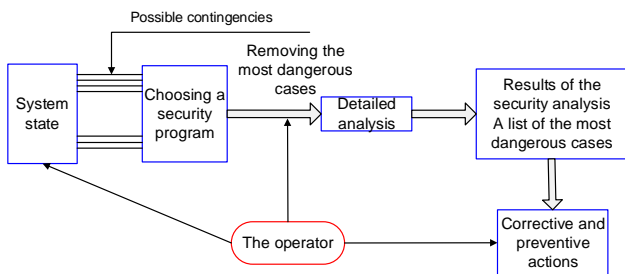 Possible contingencies
Removing the
most dangerous
cases
System
state
Choosing a
security
program
Detailed
analysis
Results of the
security analysis
A list of the most
dangerous cases
The operator
Corrective and
preventive
actions